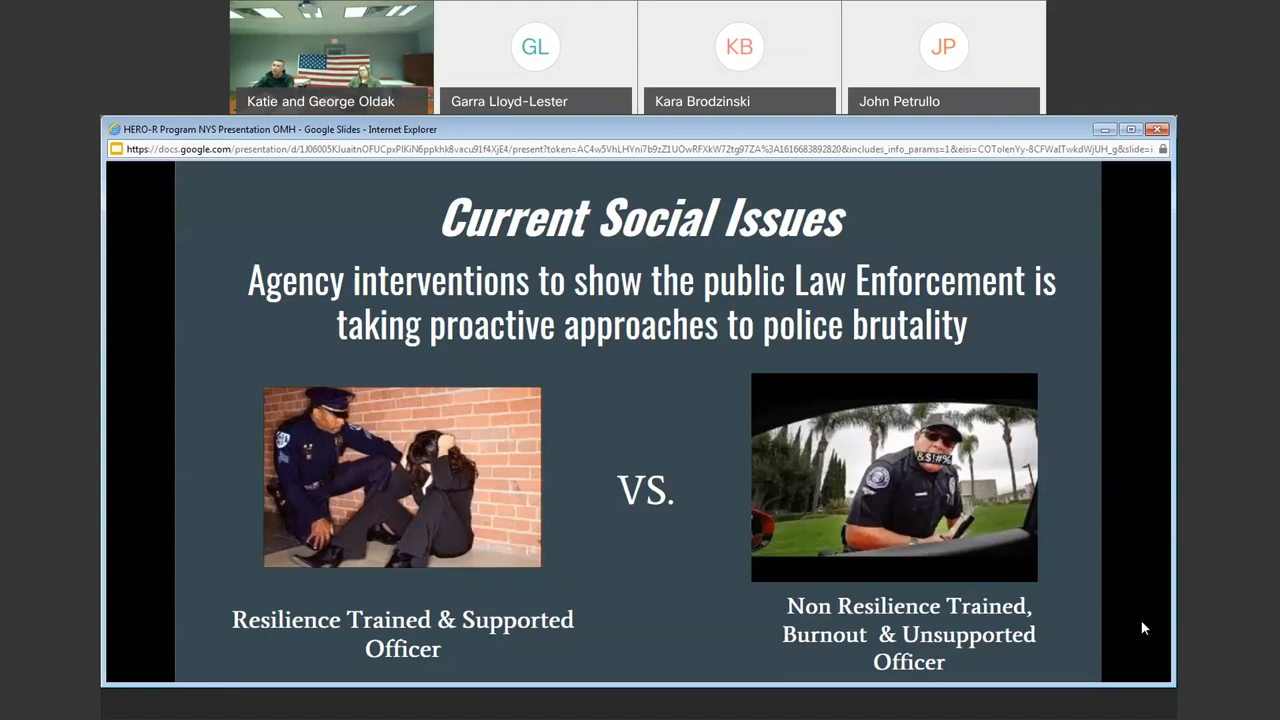 GL
KB
JP
Katie and George Oldak
Garra Lloyd-Lester
Kara Brodzinski
John Petrullo
HERO-R Program NYS Presentation OMH - Google Slides - Internet Explorer
Current Social Issues
Agency interventions to show the public Law Enforcement is
taking proactive approaches to police brutality
&$!#%
VS.
Resilience Trained & Supported
Officer
Non Resilience Trained,
Burnout & Unsupported
Officer